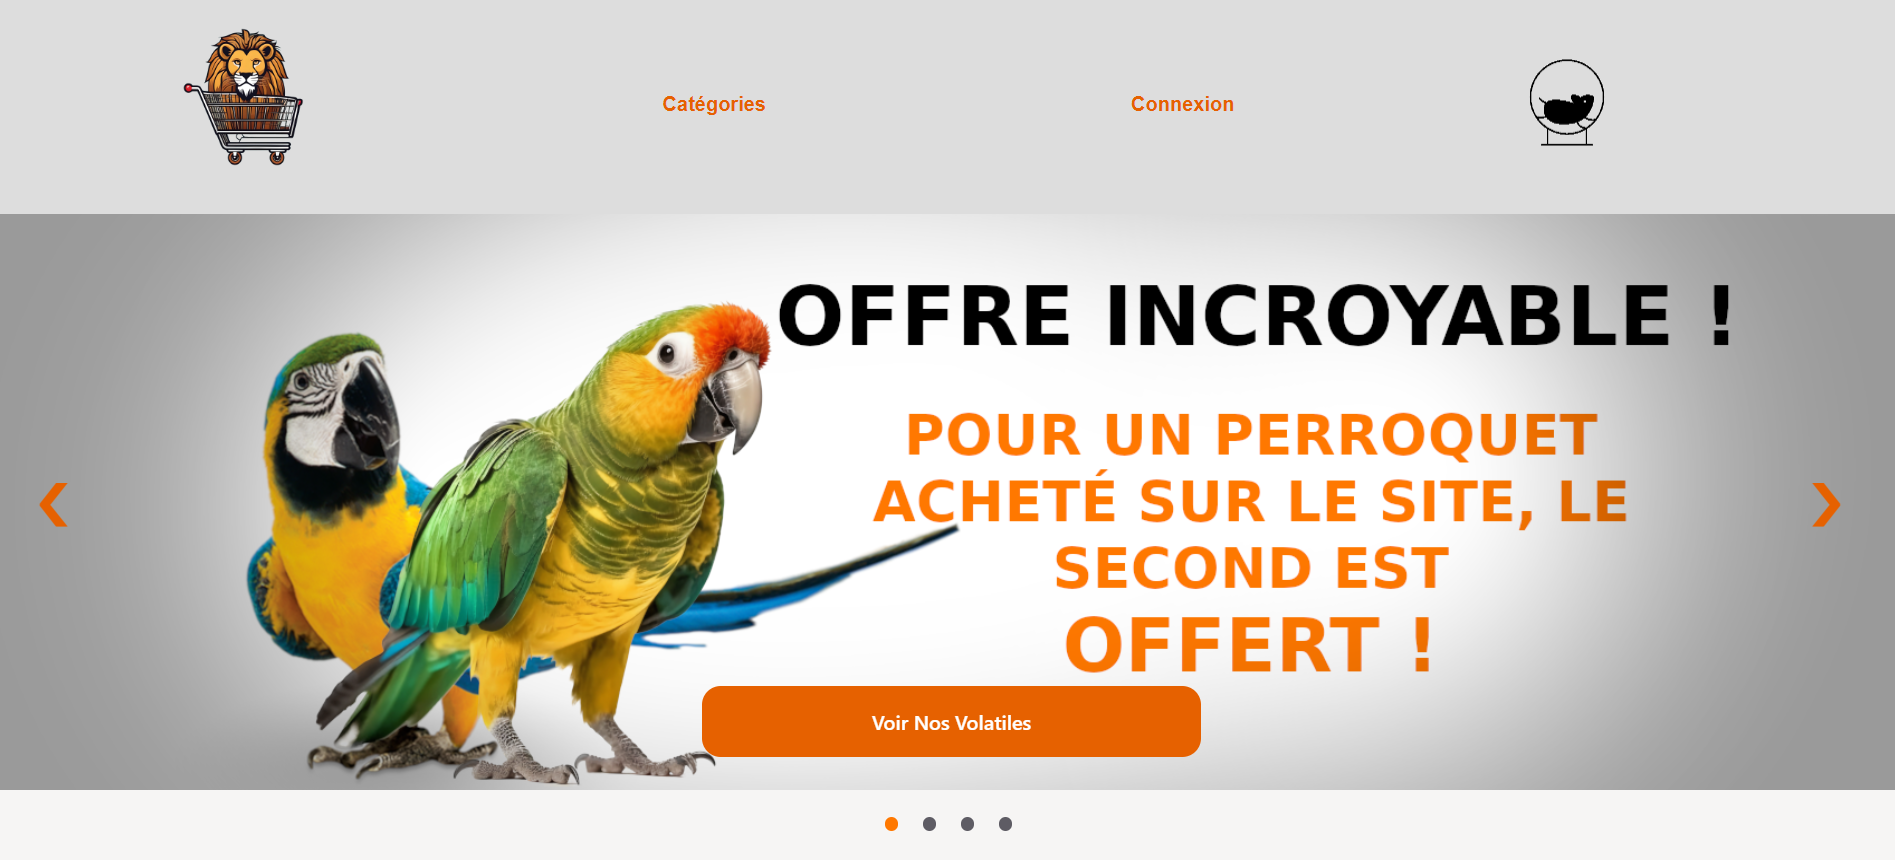 Catégories
Connexion
OFFRE INCROYABLE !
POUR UN PERROQUET
ACHETÉ SUR LE SITE, LE
SECOND EST
OFFERT !
Voir Nos Volatiles